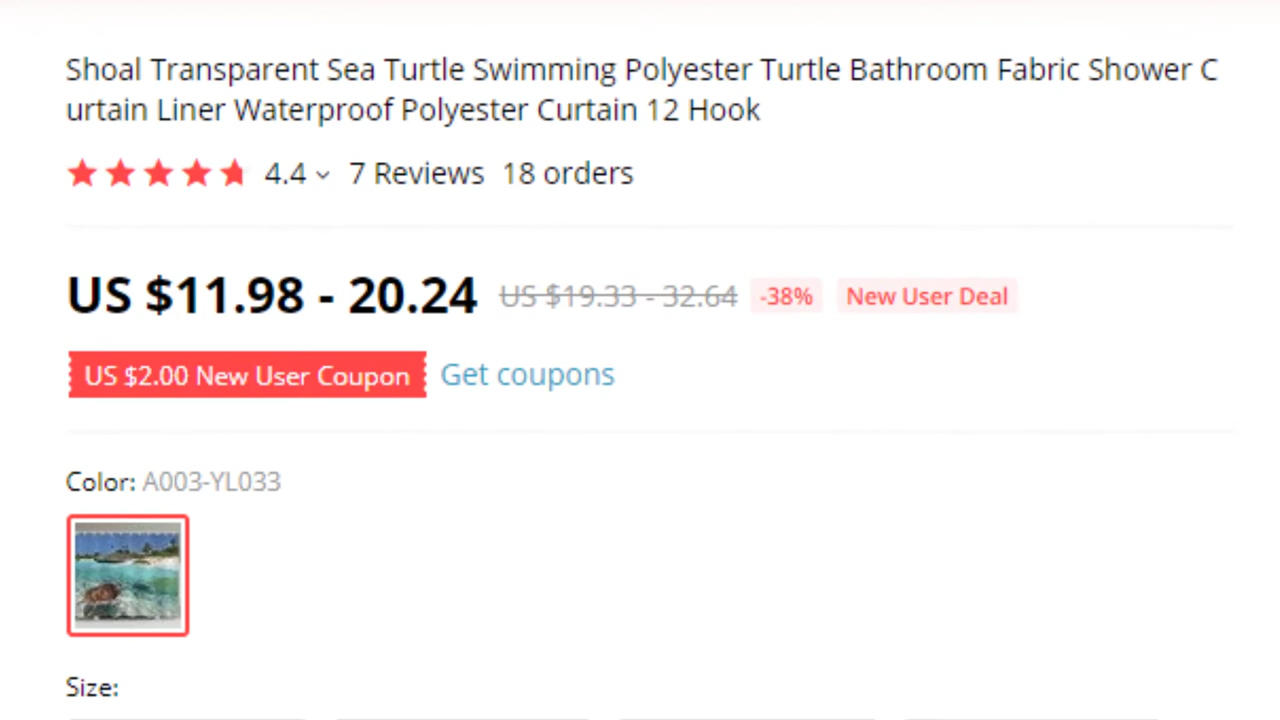 Shoal Transparent Sea Turtle Swimming Polyester Turtle Bathroom Fabric Shower C
urtain Liner Waterproof Polyester Curtain 12 Hook
4.4 7 Reviews 18 orders
US $11.98 - 20.24 US $19.33 - 32.64 -38% New User Deal
US $2.00 New User Coupon Get coupons
Color: A003-YL033
Size: